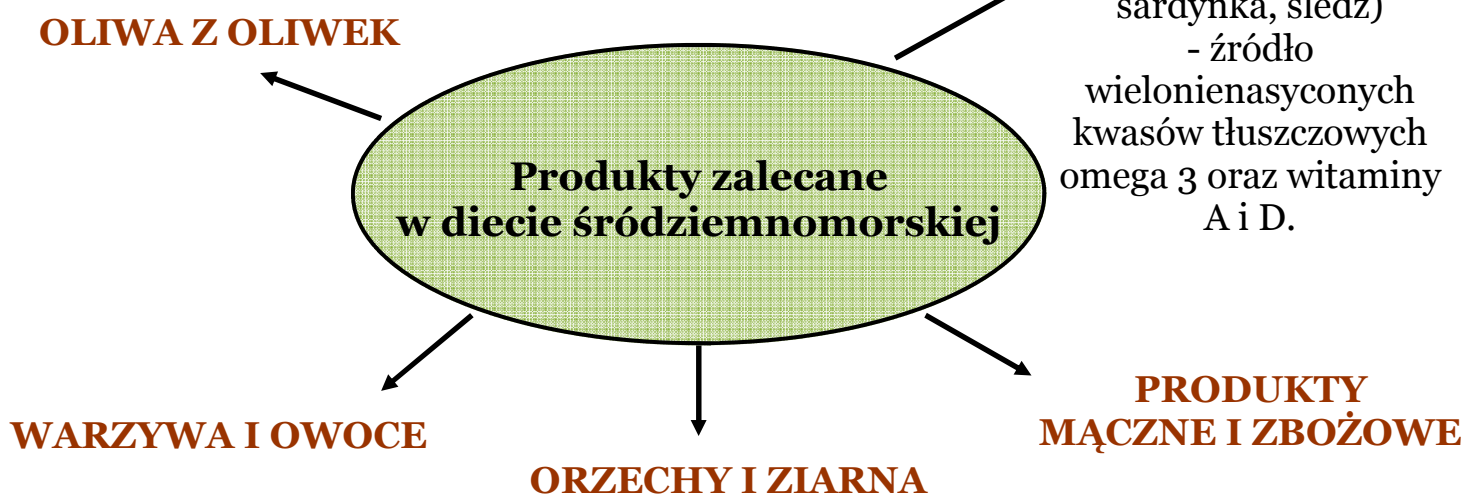 OLIWA Z OLIWEK
sardynka, śledź)
- źródło
wielonienasyconych
kwasów tłuszczowych
omega 3 oraz witaminy
A i D.
Produkty zalecane
w diecie śródziemnomorskiej
WARZYWA I OWOCE
ORZECHY I ZIARNA
PRODUKTY
MĄCZNE I ZBOŻOWE